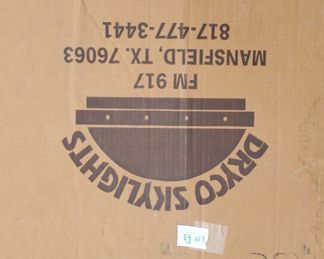 DRYCO SKYLIGHTS
FM 917
MANSFIELD, TX. 76063
817-477-3441